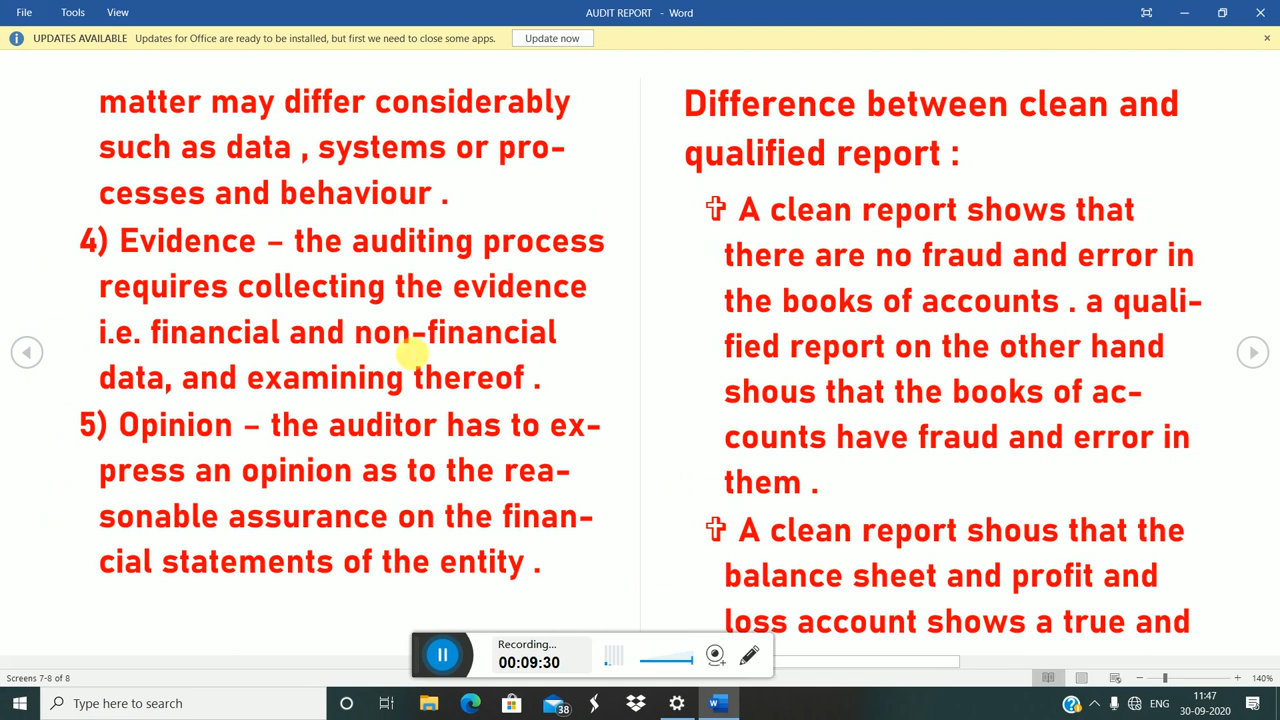 File Tools View AUDIT REPORT - Word
UPDATES AVAILABLE Updates for Office are ready to be installed, but first we need to close some apps. Update now
matter may differ considerably
such as data , systems or pro-
cesses and behaviour .
4) Evidence – the auditing process
requires collecting the evidence
i.e. financial and non-financial
data, and examining thereof .
5) Opinion – the auditor has to ex-
press an opinion as to the rea-
sonable assurance on the finan-
cial statements of the entity .
Difference between clean and
qualified report :
A clean report shows that
there are no fraud and error in
the books of accounts . a quali-
fied report on the other hand
shous that the books of ac-
counts have fraud and error in
them .
A clean report shous that the
balance sheet and profit and
loss account shows a true and
Recording...
00:09:30
Screens 7-8 of 8 140%
Type here to search 38 ENG 11:47
30-09-2020